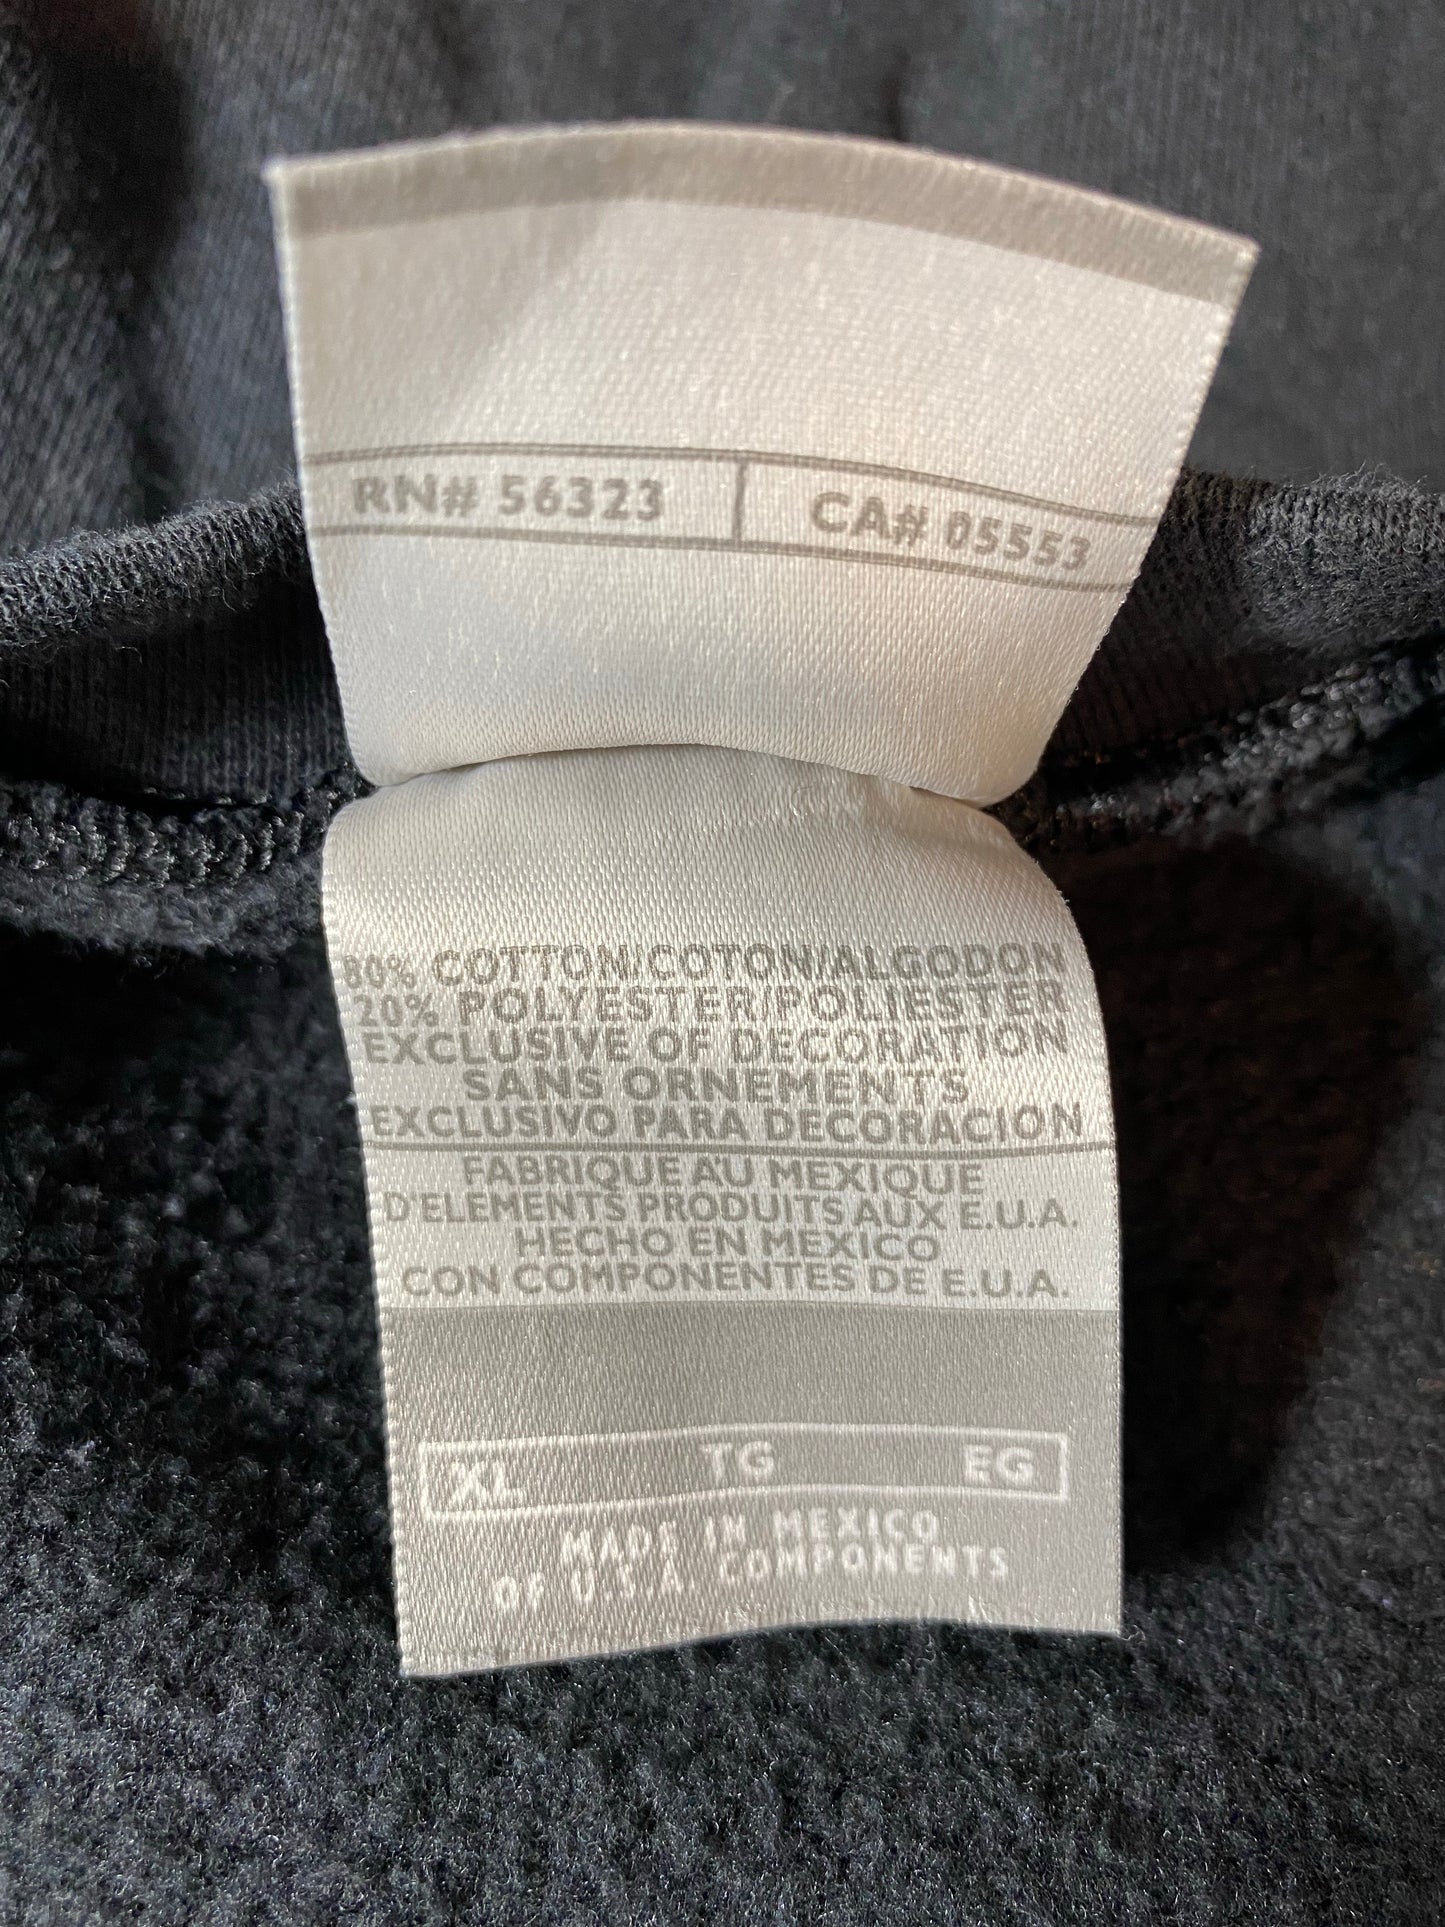 RN# 56323 CA# 05553
80% COTTON/COTON/ALGODON
20% POLYESTER/POLIESTER
EXCLUSIVE OF DECORATION
SANS ORNEMENTS
EXCLUSIVO PARA DECORACION
FABRIQUE AU MEXIQUE
D'ELEMENTS PRODUITS AUX E.U.A.
HECHO EN MEXICO
CON COMPONENTES DE E.U.A.
XL TG EG
MADE IN MEXICO
OF U.S.A. COMPONENTS